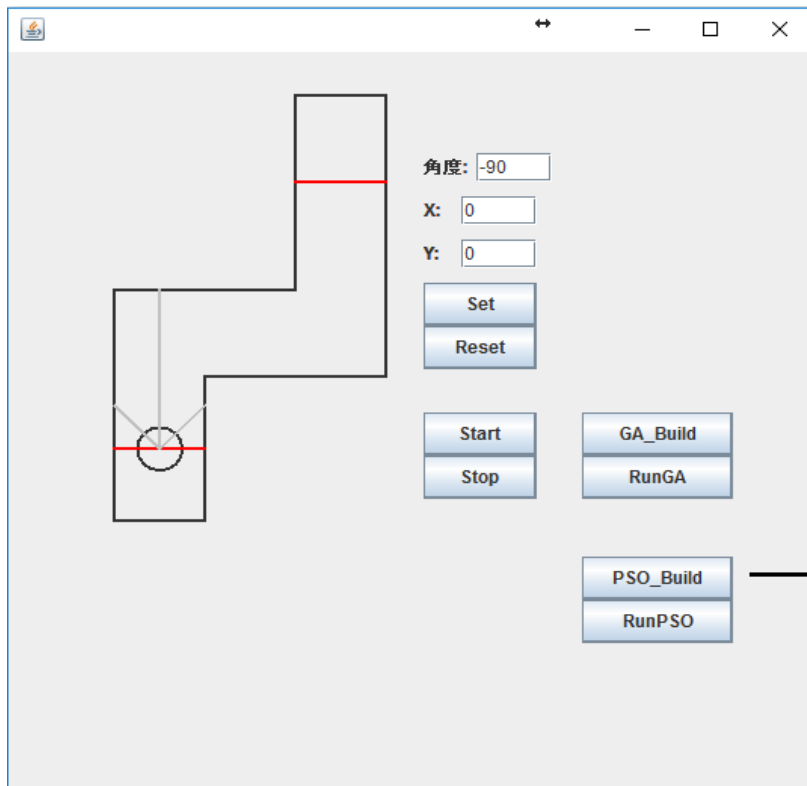 角度: -90
X: 0
Y: 0
Set
Reset
Start
GA_Build
Stop
RunGA
PSO_Build
RunPSO